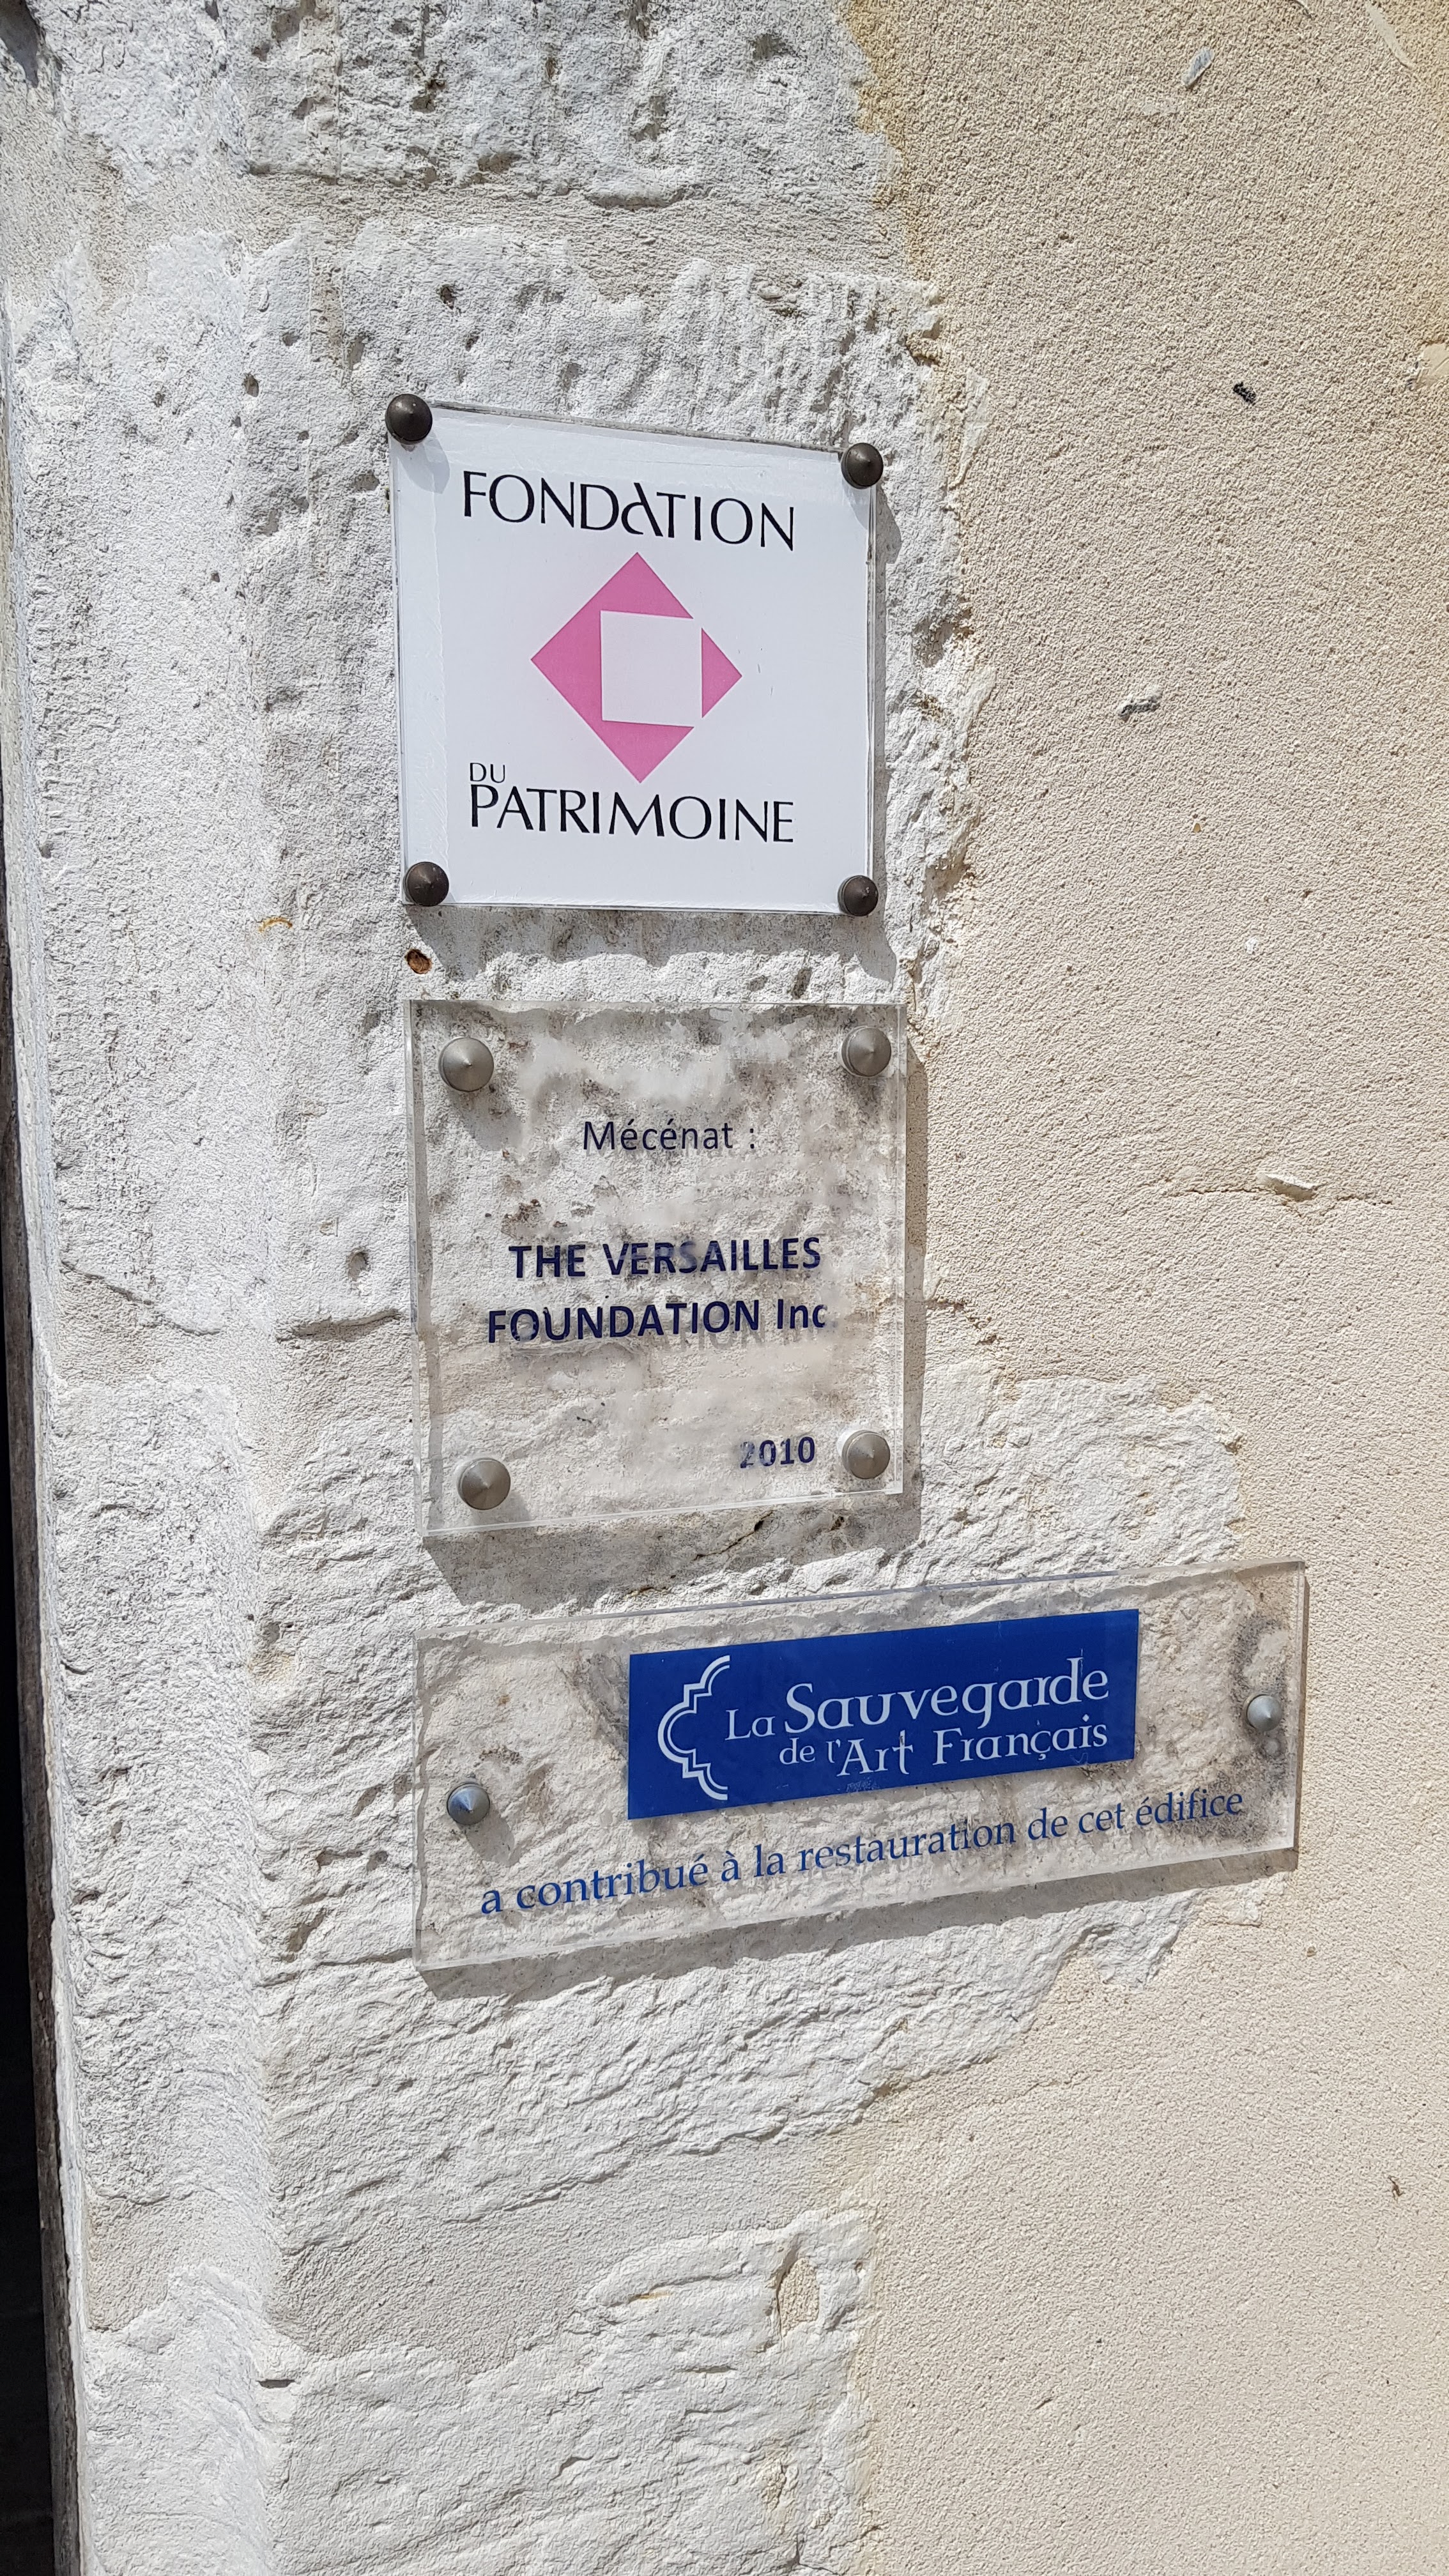 FONDATION
DU
PATRIMOINE
Mécénat :
THE VERSAILLES
FOUNDATION Inc.
2010
La Sauvegarde
de l'Art Français
a contribué à la restauration de cet édifice